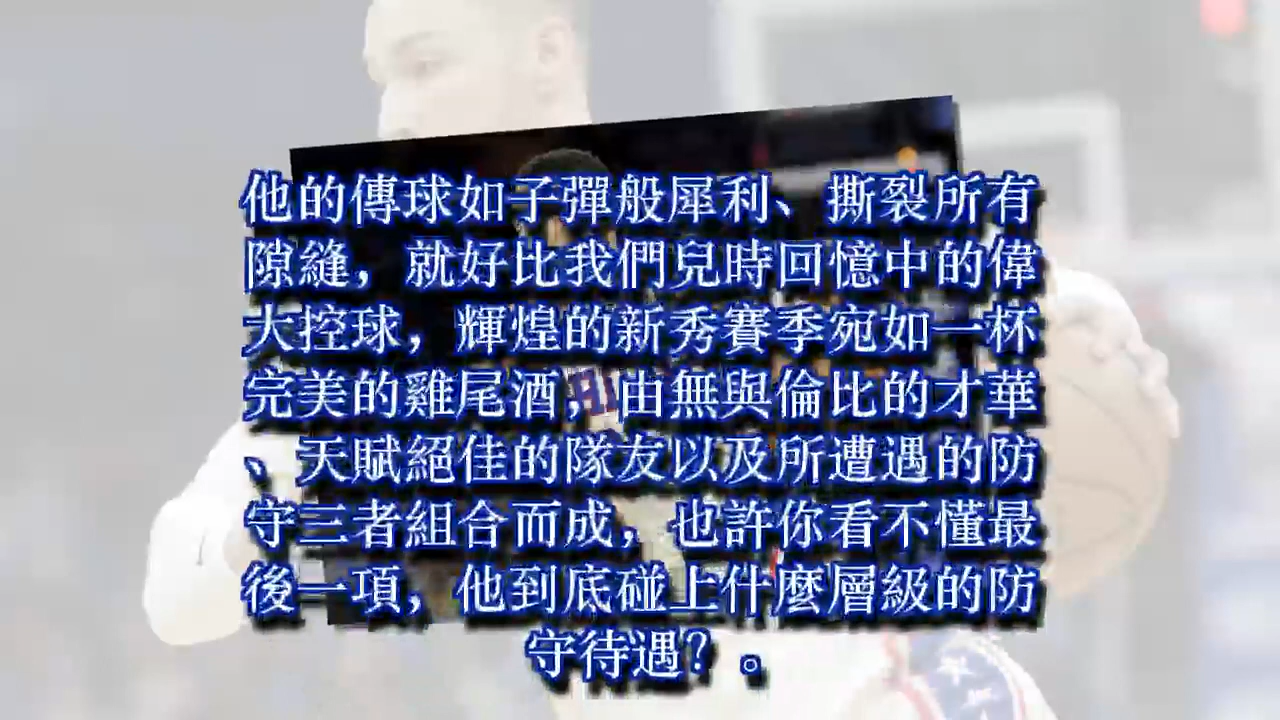 他的傳球如子彈般犀利、撕裂所有
隙縫，就好比我們兒時回憶中的偉
大控球，輝煌的新秀賽季宛如一杯
完美的雞尾酒，由無與倫比的才華
、天賦絕佳的隊友以及所遭遇的防
守三者組合而成，也許你看不懂最
後一項，他到底碰上什麼層級的防
守待遇？。